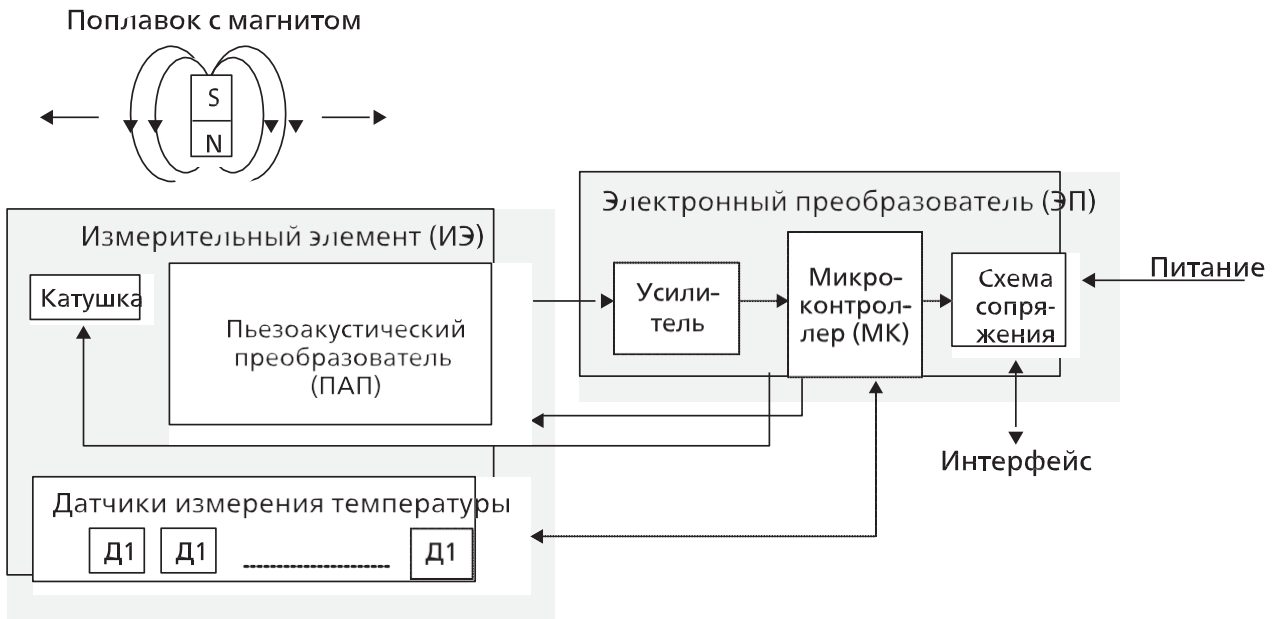 Поплавок с магнитом
S
N
Электронный преобразователь (ЭП)
Измерительный элемент (ИЭ)
Катушка
Пьезоакустический
преобразователь
(ПАП)
Усили-
тель
Микро-
контрол-
лер (МК)
Схема
сопря-
жения
Питание
Интерфейс
Датчики измерения температуры
Д1 Д1 Д1